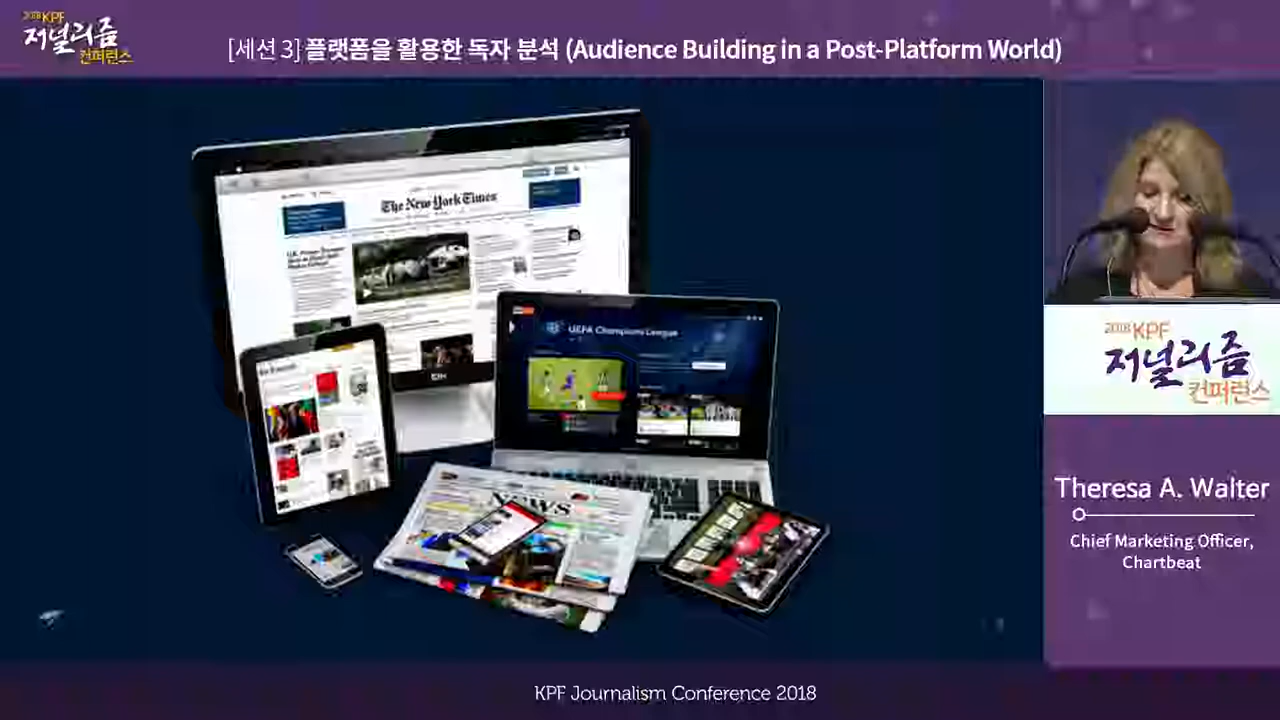 2018 KPF
저널리즘
컨퍼런스
[세션 3] 플랫폼을 활용한 독자 분석 (Audience Building in a Post-Platform World)
The New York Times
UEFA Champions League
NEWS
2018 KPF
저널리즘
컨퍼런스
Theresa A. Walter
Chief Marketing Officer,
Chartbeat
KPF Journalism Conference 2018